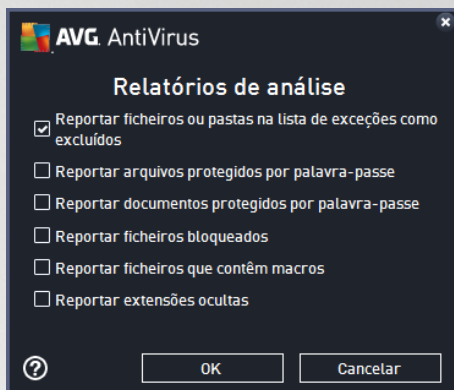 AVG AntiVirus
Relatórios de análise
Reportar ficheiros ou pastas na lista de exceções como
excluídos
Reportar arquivos protegidos por palavra-passe
Reportar documentos protegidos por palavra-passe
Reportar ficheiros bloqueados
Reportar ficheiros que contêm macros
Reportar extensões ocultas
OK Cancelar